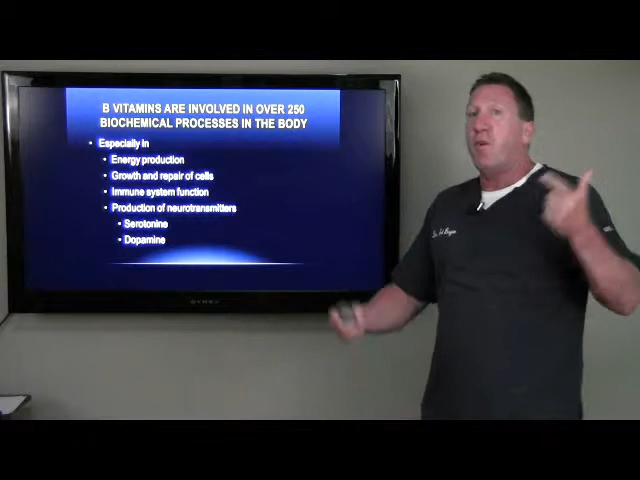 B VITAMINS ARE INVOLVED IN OVER 250
BIOCHEMICAL PROCESSES IN THE BODY
• Especially in
• Energy production
• Growth and repair of cells
• Immune system function
• Production of neurotransmitters
• Serotonine
• Dopamine
DYNEX